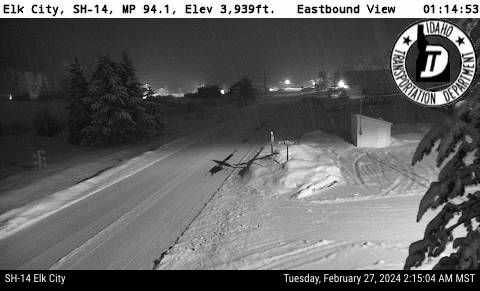 Elk City, SH-14, MP 94.1, Elev 3,939ft. Eastbound View 01:14:53
IDAHO
TRANSPORTATION DEPARTMENT
SH-14 Elk City Tuesday, February 27, 2024 2:15:04 AM MST